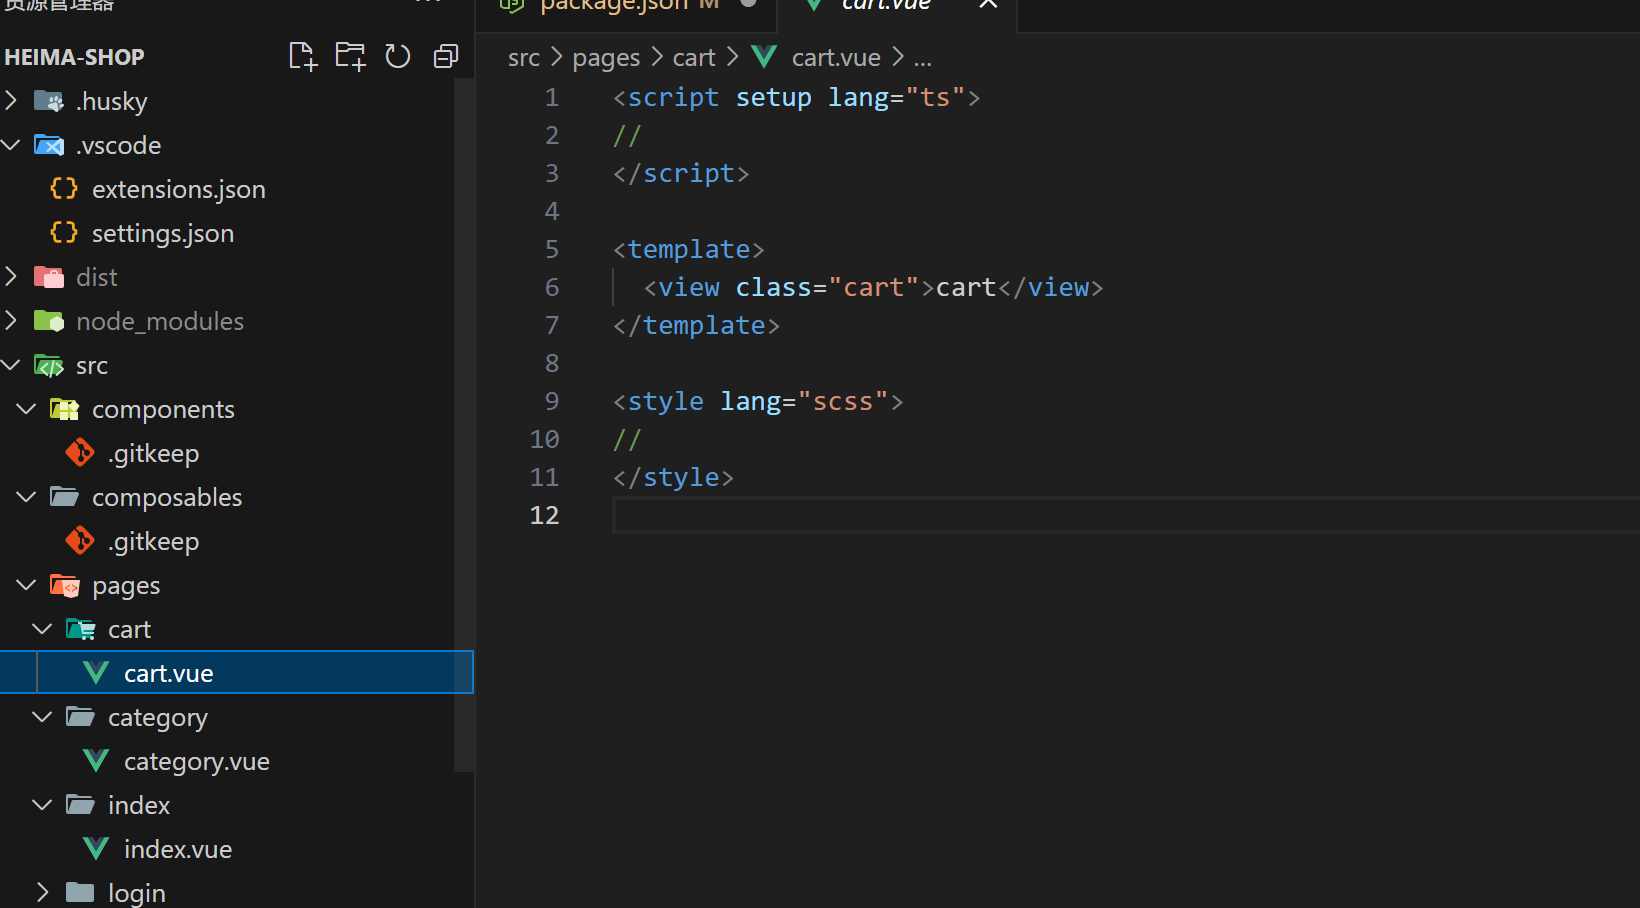 资源管理器
HEIMA-SHOP
.husky
.vscode
extensions.json
settings.json
dist
node_modules
src
components
.gitkeep
composables
.gitkeep
pages
cart
cart.vue
category
category.vue
index
index.vue
login
package.json M
cart.vue
src > pages > cart > cart.vue > ...
1 <script setup lang="ts">
2 //
3 </script>
4
5 <template>
6 <view class="cart">cart</view>
7 </template>
8
9 <style lang="scss">
10 //
11 </style>
12